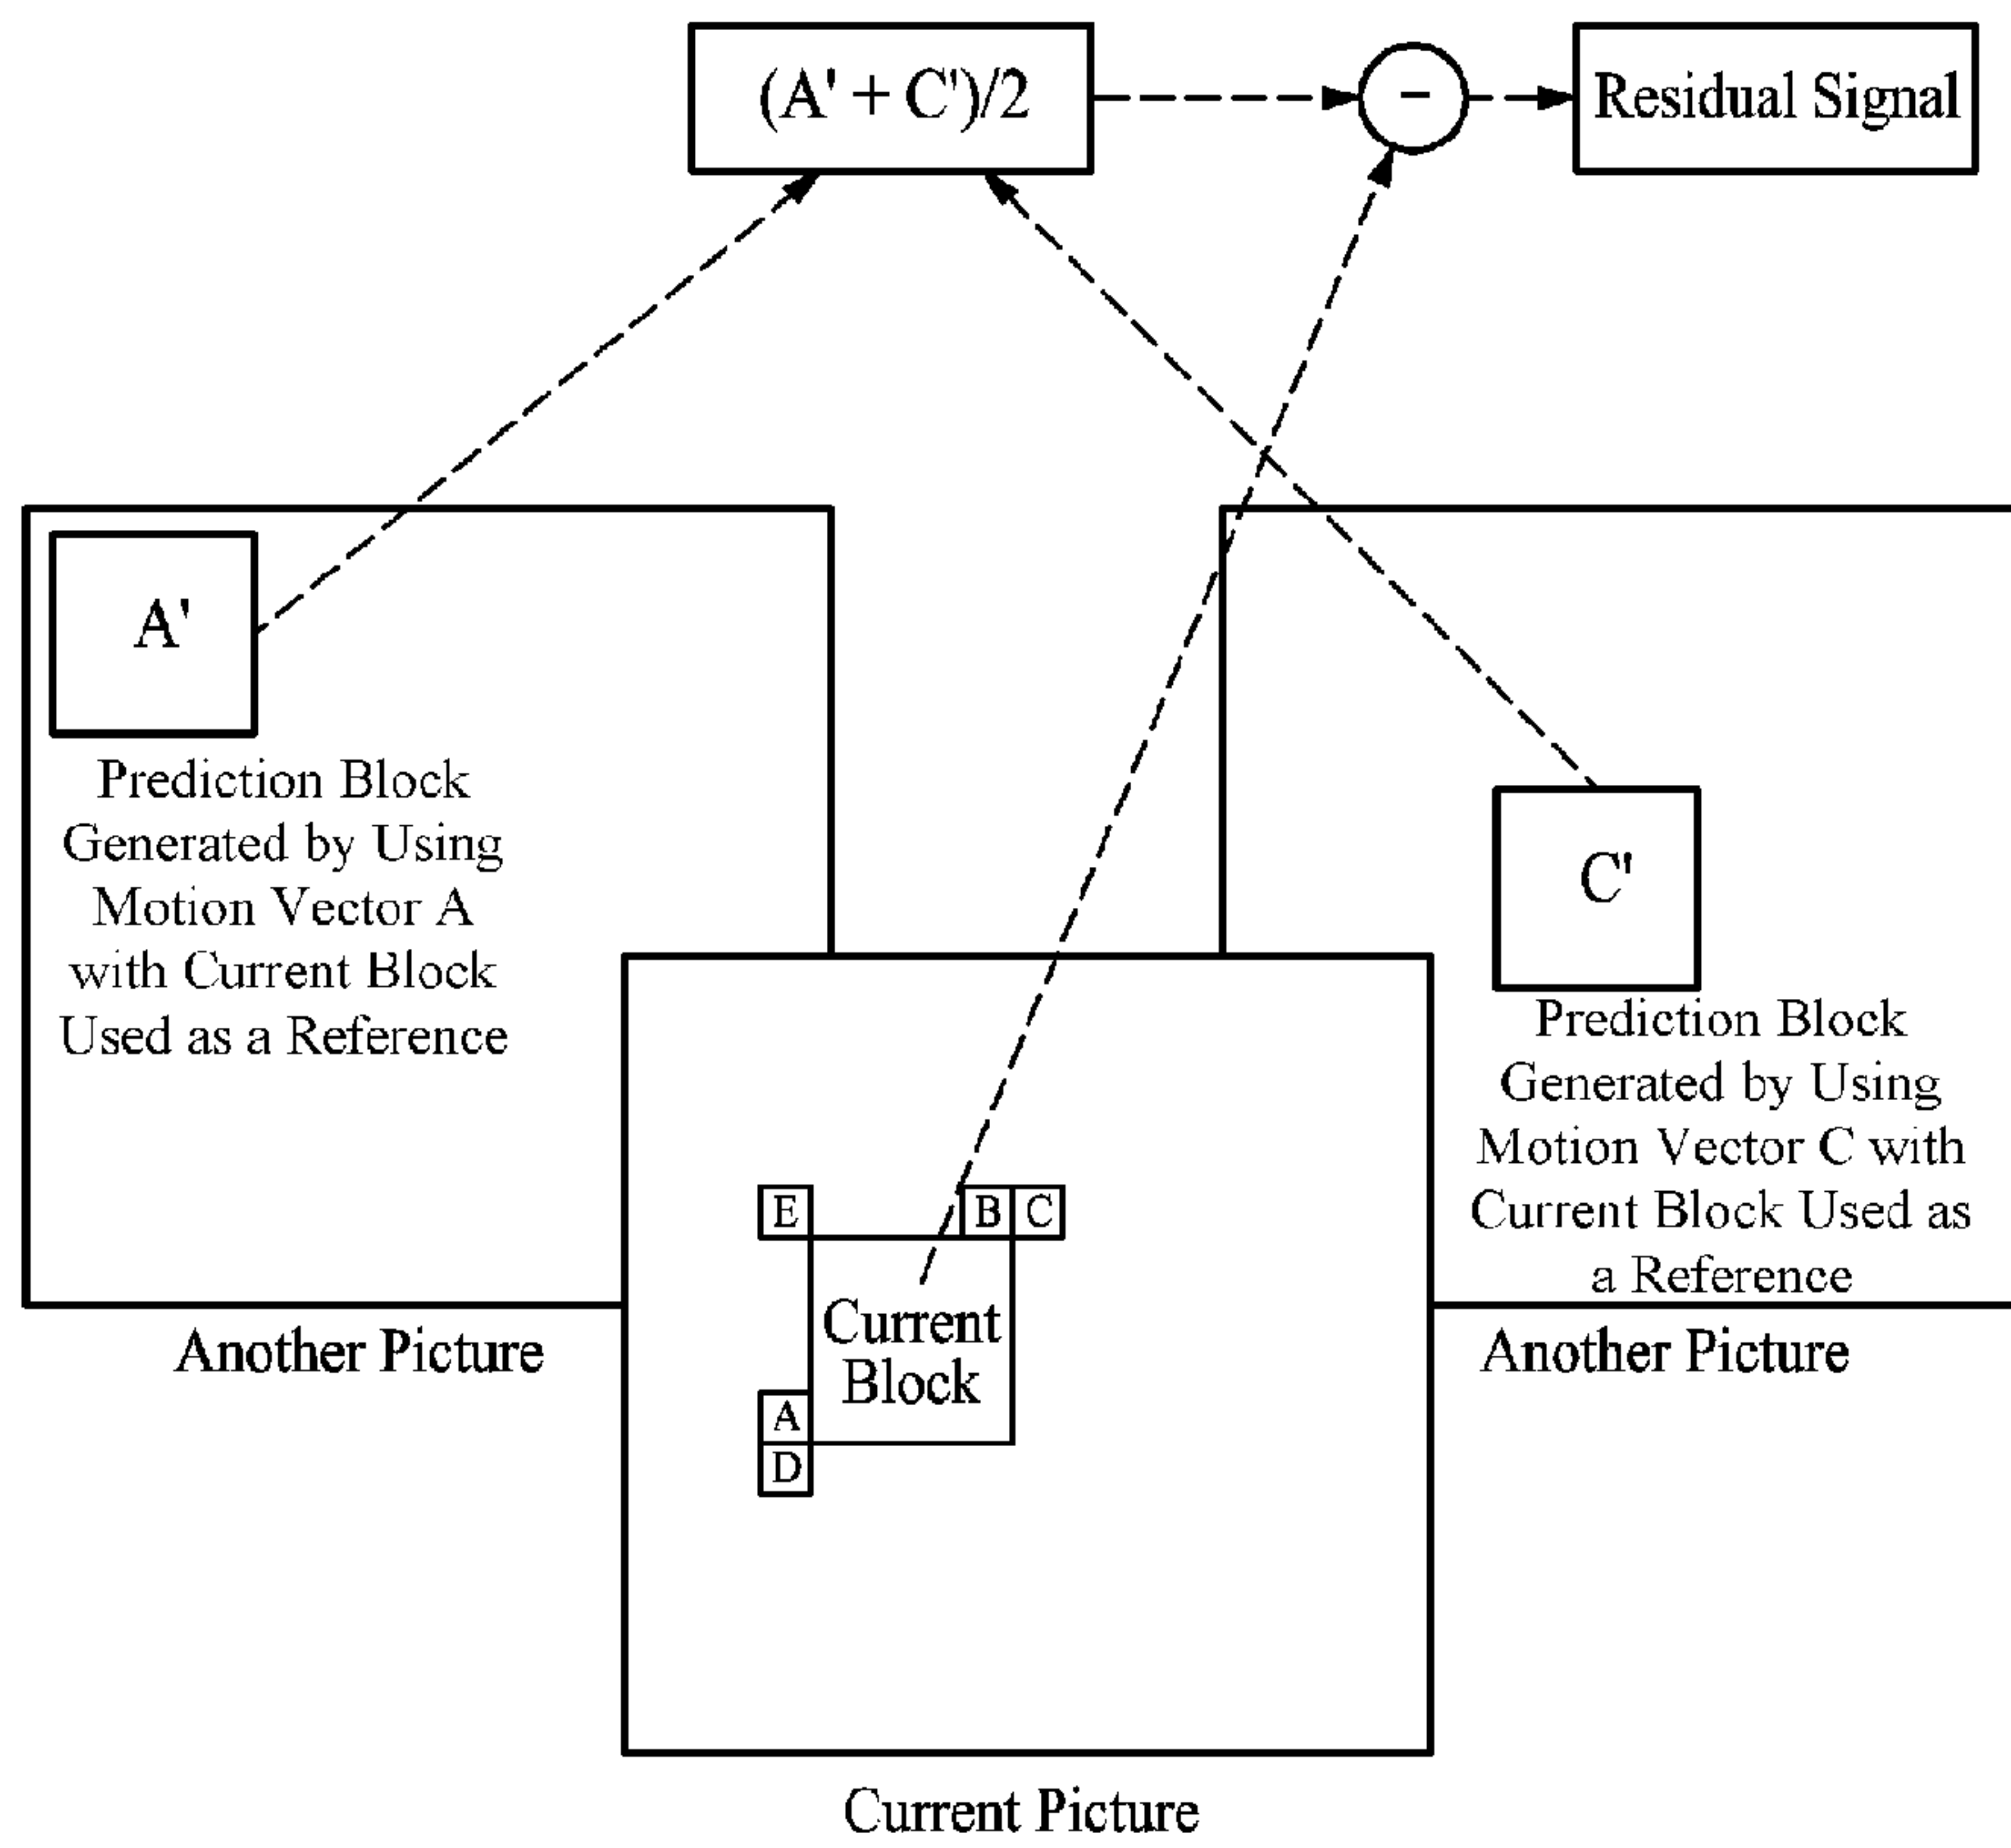 (A' + C')/2
-
Residual Signal
A'
Prediction Block
Generated by Using
Motion Vector A
with Current Block
Used as a Reference
C'
Prediction Block
Generated by Using
Motion Vector C with
Current Block Used as
a Reference
E
B
C
Current
Block
A
D
Another Picture
Another Picture
Current Picture